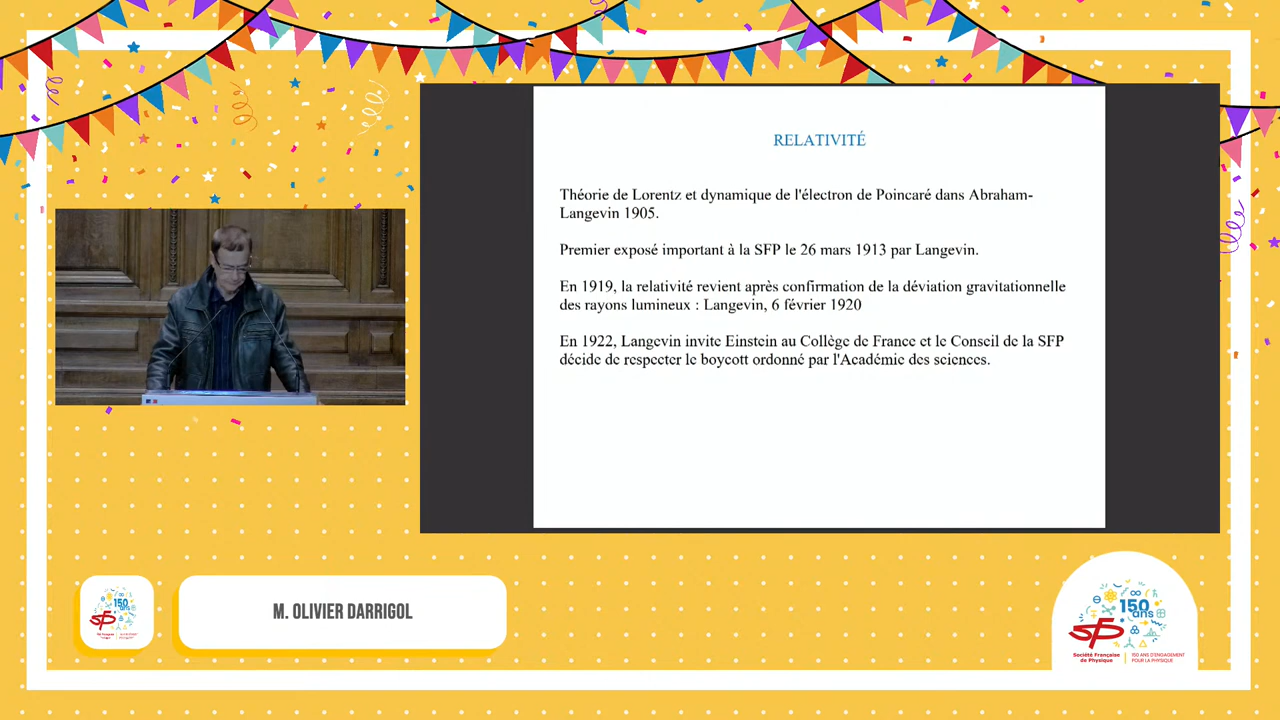 RELATIVITÉ
Théorie de Lorentz et dynamique de l'électron de Poincaré dans Abraham-
Langevin 1905.
Premier exposé important à la SFP le 26 mars 1913 par Langevin.
En 1919, la relativité revient après confirmation de la déviation gravitationnelle
des rayons lumineux : Langevin, 6 février 1920
En 1922, Langevin invite Einstein au Collège de France et le Conseil de la SFP
décide de respecter le boycott ordonné par l'Académie des sciences.
150
ans
sfp
M. OLIVIER DARRIGOL
150
ans
sfp
Société Française
de Physique
150 ANS D'ENGAGEMENT
POUR LA PHYSIQUE